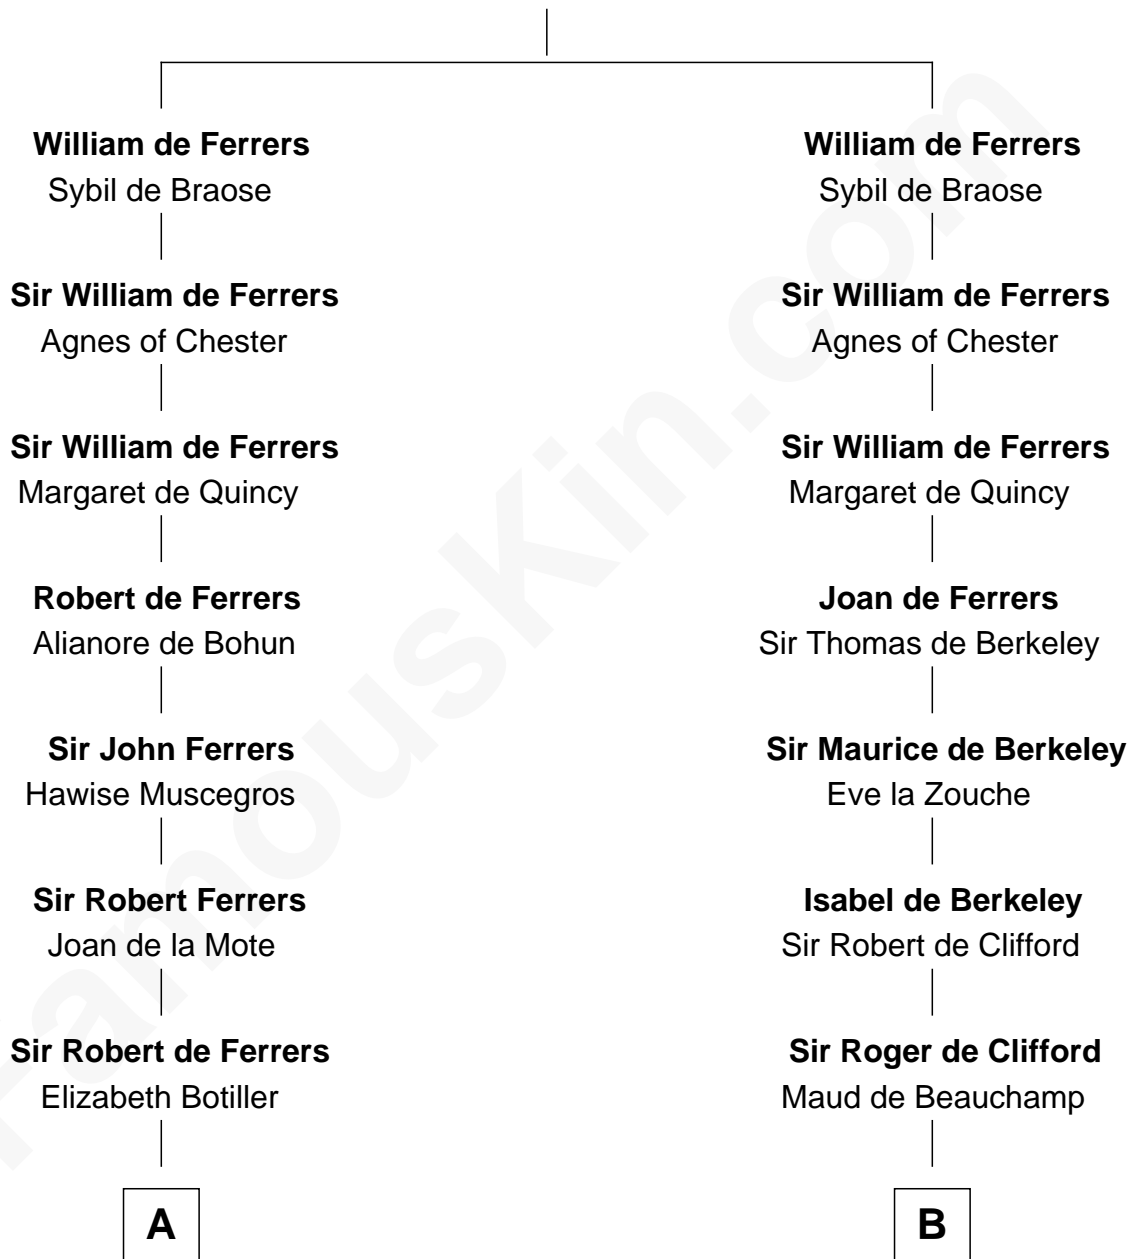 William de Ferrers
Sybil de Braose
Sir William de Ferrers
Agnes of Chester
Sir William de Ferrers
Margaret de Quincy
Robert de Ferrers
Alianore de Bohun
Sir John Ferrers
Hawise Muscegros
Sir Robert Ferrers
Joan de la Mote
Sir Robert de Ferrers
Elizabeth Botiller
A
William de Ferrers
Sybil de Braose
Sir William de Ferrers
Agnes of Chester
Sir William de Ferrers
Margaret de Quincy
Joan de Ferrers
Sir Thomas de Berkeley
Sir Maurice de Berkeley
Eve la Zouche
Isabel de Berkeley
Sir Robert de Clifford
Sir Roger de Clifford
Maud de Beauchamp
B
FamousKin.com